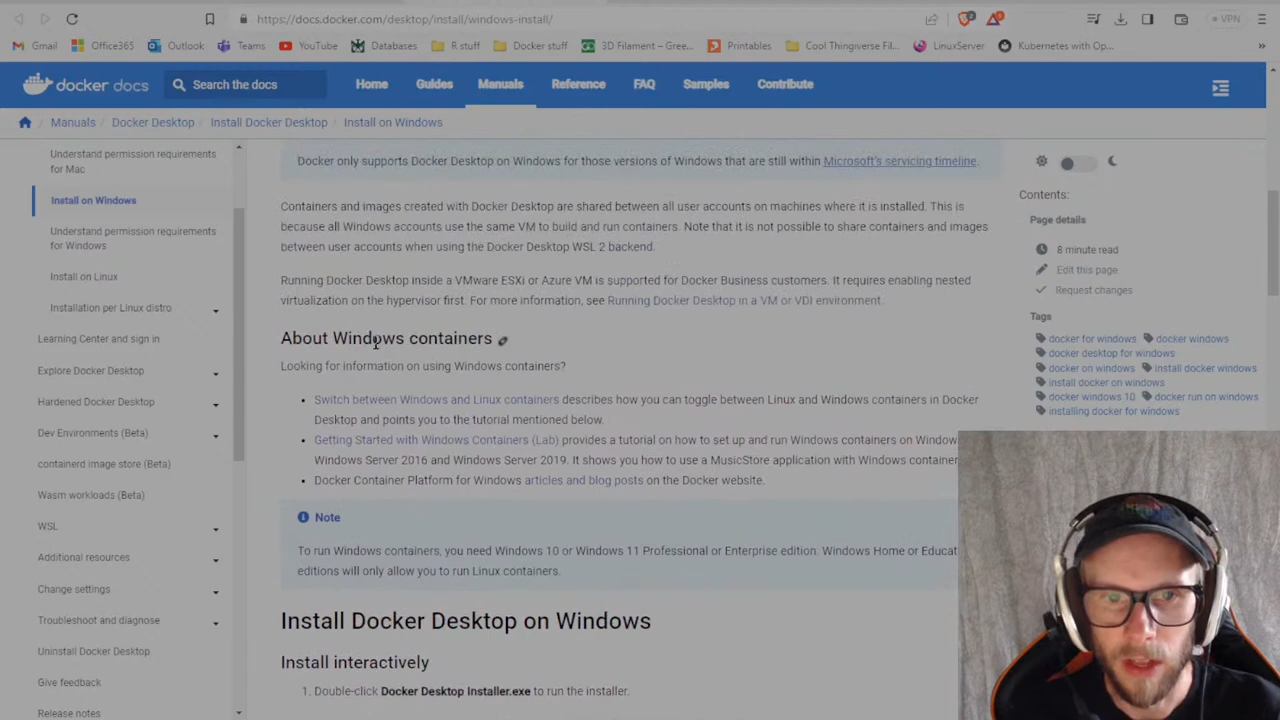 https://docs.docker.com/desktop/install/windows-install/
VPN
Gmail
Office365
Outlook
Teams
YouTube
Databases
R stuff
Docker stuff
3D Filament – Gree...
Printables
Cool Thingiverse Fil...
LinuxServer
Kubernetes with Op...
docker docs
Search the docs
Home
Guides
Manuals
Reference
FAQ
Samples
Contribute
/ Manuals / Docker Desktop / Install Docker Desktop / Install on Windows
Understand permission requirements
for Mac
Install on Windows
Understand permission requirements
for Windows
Install on Linux
Installation per Linux distro
Learning Center and sign in
Explore Docker Desktop
Hardened Docker Desktop
Dev Environments (Beta)
containerd image store (Beta)
Wasm workloads (Beta)
WSL
Additional resources
Change settings
Troubleshoot and diagnose
Uninstall Docker Desktop
Give feedback
Release notes
Docker only supports Docker Desktop on Windows for those versions of Windows that are still within Microsoft's servicing timeline.
Containers and images created with Docker Desktop are shared between all user accounts on machines where it is installed. This is
because all Windows accounts use the same VM to build and run containers. Note that it is not possible to share containers and images
between user accounts when using the Docker Desktop WSL 2 backend.
Running Docker Desktop inside a VMware ESXi or Azure VM is supported for Docker Business customers. It requires enabling nested
virtualization on the hypervisor first. For more information, see Running Docker Desktop in a VM or VDI environment.
About Windows containers
Looking for information on using Windows containers?
• Switch between Windows and Linux containers describes how you can toggle between Linux and Windows containers in Docker
Desktop and points you to the tutorial mentioned below.
• Getting Started with Windows Containers (Lab) provides a tutorial on how to set up and run Windows containers on Window
Windows Server 2016 and Windows Server 2019. It shows you how to use a MusicStore application with Windows container
• Docker Container Platform for Windows articles and blog posts on the Docker website.
Note
To run Windows containers, you need Windows 10 or Windows 11 Professional or Enterprise edition. Windows Home or Educat
editions will only allow you to run Linux containers.
Install Docker Desktop on Windows
Install interactively
1. Double-click Docker Desktop Installer.exe to run the installer.
Contents:
Page details
8 minute read
Edit this page
Request changes
Tags
docker for windows
docker windows
docker desktop for windows
docker on windows
install docker windows
install docker on windows
docker windows 10
docker run on windows
installing docker for windows